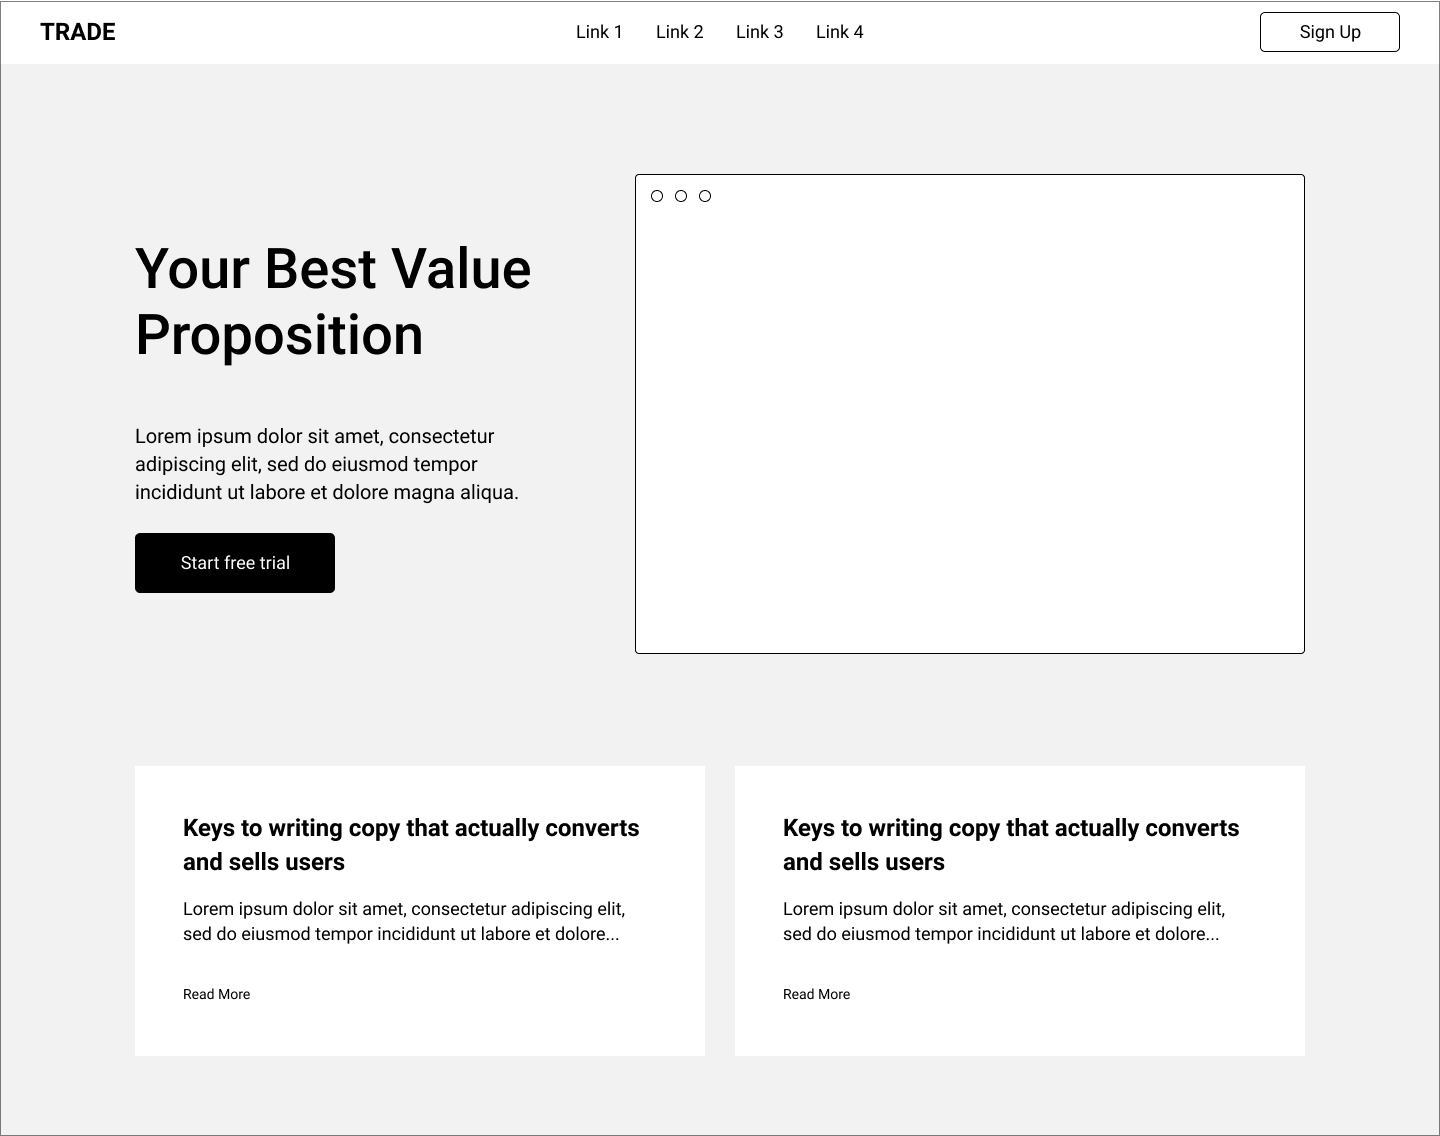 TRADE
Link 1
Link 2
Link 3
Link 4
Sign Up
Your Best Value
Proposition
Lorem ipsum dolor sit amet, consectetur
adipiscing elit, sed do eiusmod tempor
incididunt ut labore et dolore magna aliqua.
Start free trial
Keys to writing copy that actually converts
and sells users
Lorem ipsum dolor sit amet, consectetur adipiscing elit,
sed do eiusmod tempor incididunt ut labore et dolore...
Read More
Keys to writing copy that actually converts
and sells users
Lorem ipsum dolor sit amet, consectetur adipiscing elit,
sed do eiusmod tempor incididunt ut labore et dolore...
Read More